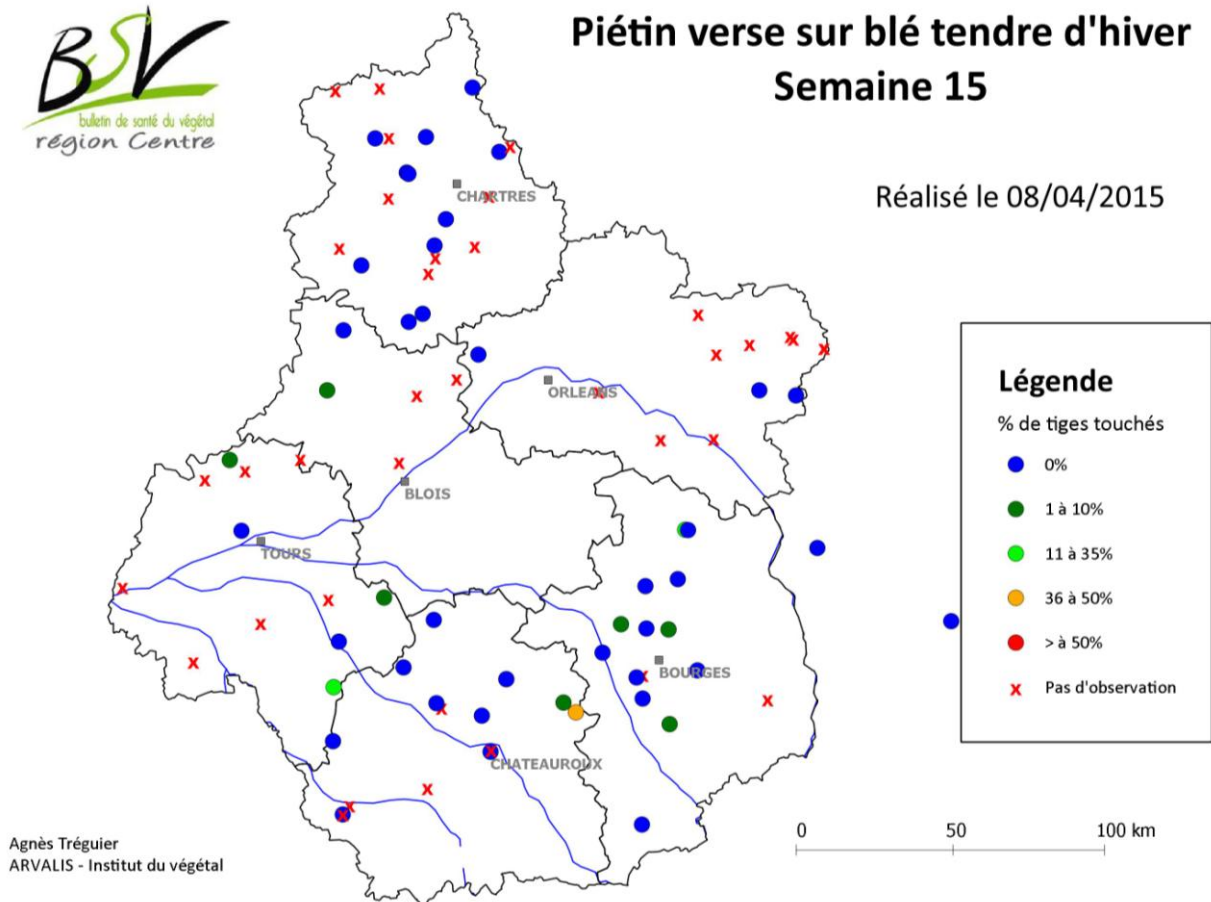 BSV
bulletin de santé du végétal
région Centre
Piétin verse sur blé tendre d'hiver
Semaine 15
Réalisé le 08/04/2015
CHARTRES
ORLEANS
BLOIS
TOURS
BOURGES
CHATEAUROUX
Légende
% de tiges touchés
0%
1 à 10%
11 à 35%
36 à 50%
> à 50%
x Pas d'observation
0 50 100 km
Agnès Tréguier
ARVALIS - Institut du végétal